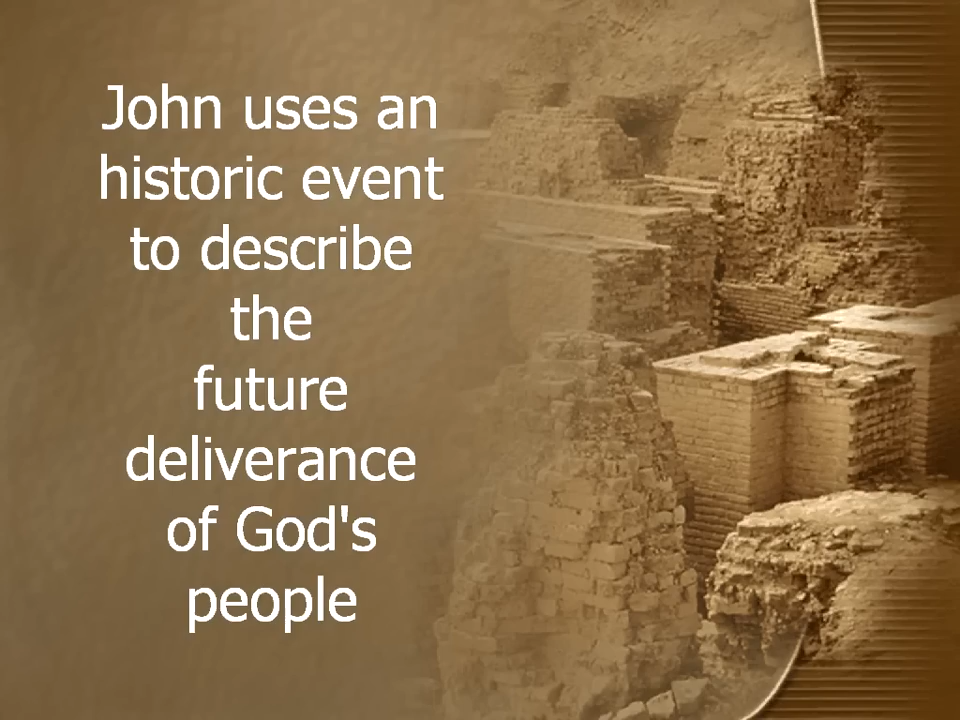 John uses an
historic event
to describe
the
future
deliverance
of God's
people